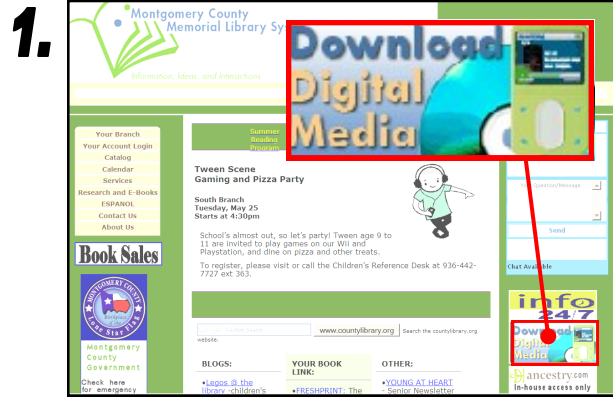 1.
Montgomery County
Memorial Library Sy
Information, Ideas, and Interactions
Download
Digital
Media
Your Branch
Your Account Login
Catalog
Calendar
Services
Research and E-Books
ESPANOL
Contact Us
About Us
Book Sales
MONTGOMERY COUNTY
Birthplace
of the
Lone Star Flag
Montgomery
County
Government
Check here
for emergency
Summer
Reading
Program
Tween Scene
Gaming and Pizza Party
South Branch
Tuesday, May 25
Starts at 4:30pm
School's almost out, so let's party! Tween age 9 to
11 are invited to play games on our Wii and
Playstation, and dine on pizza and other treats.
To register, please visit or call the Children's
Reference Desk at 936-442-
7727 ext 363.
www.countylibrary.org
Search the countylibrary.org
website.
BLOGS:
•Legos @ the
library -children's
YOUR BOOK
LINK:
•FRESHPRINT: The
OTHER:
•YOUNG AT HEART
- Senior Newsletter
Your Question/Message
Send
Chat Available
info
24/7
Download
Digital
Media
ancestry.com
In-house access only